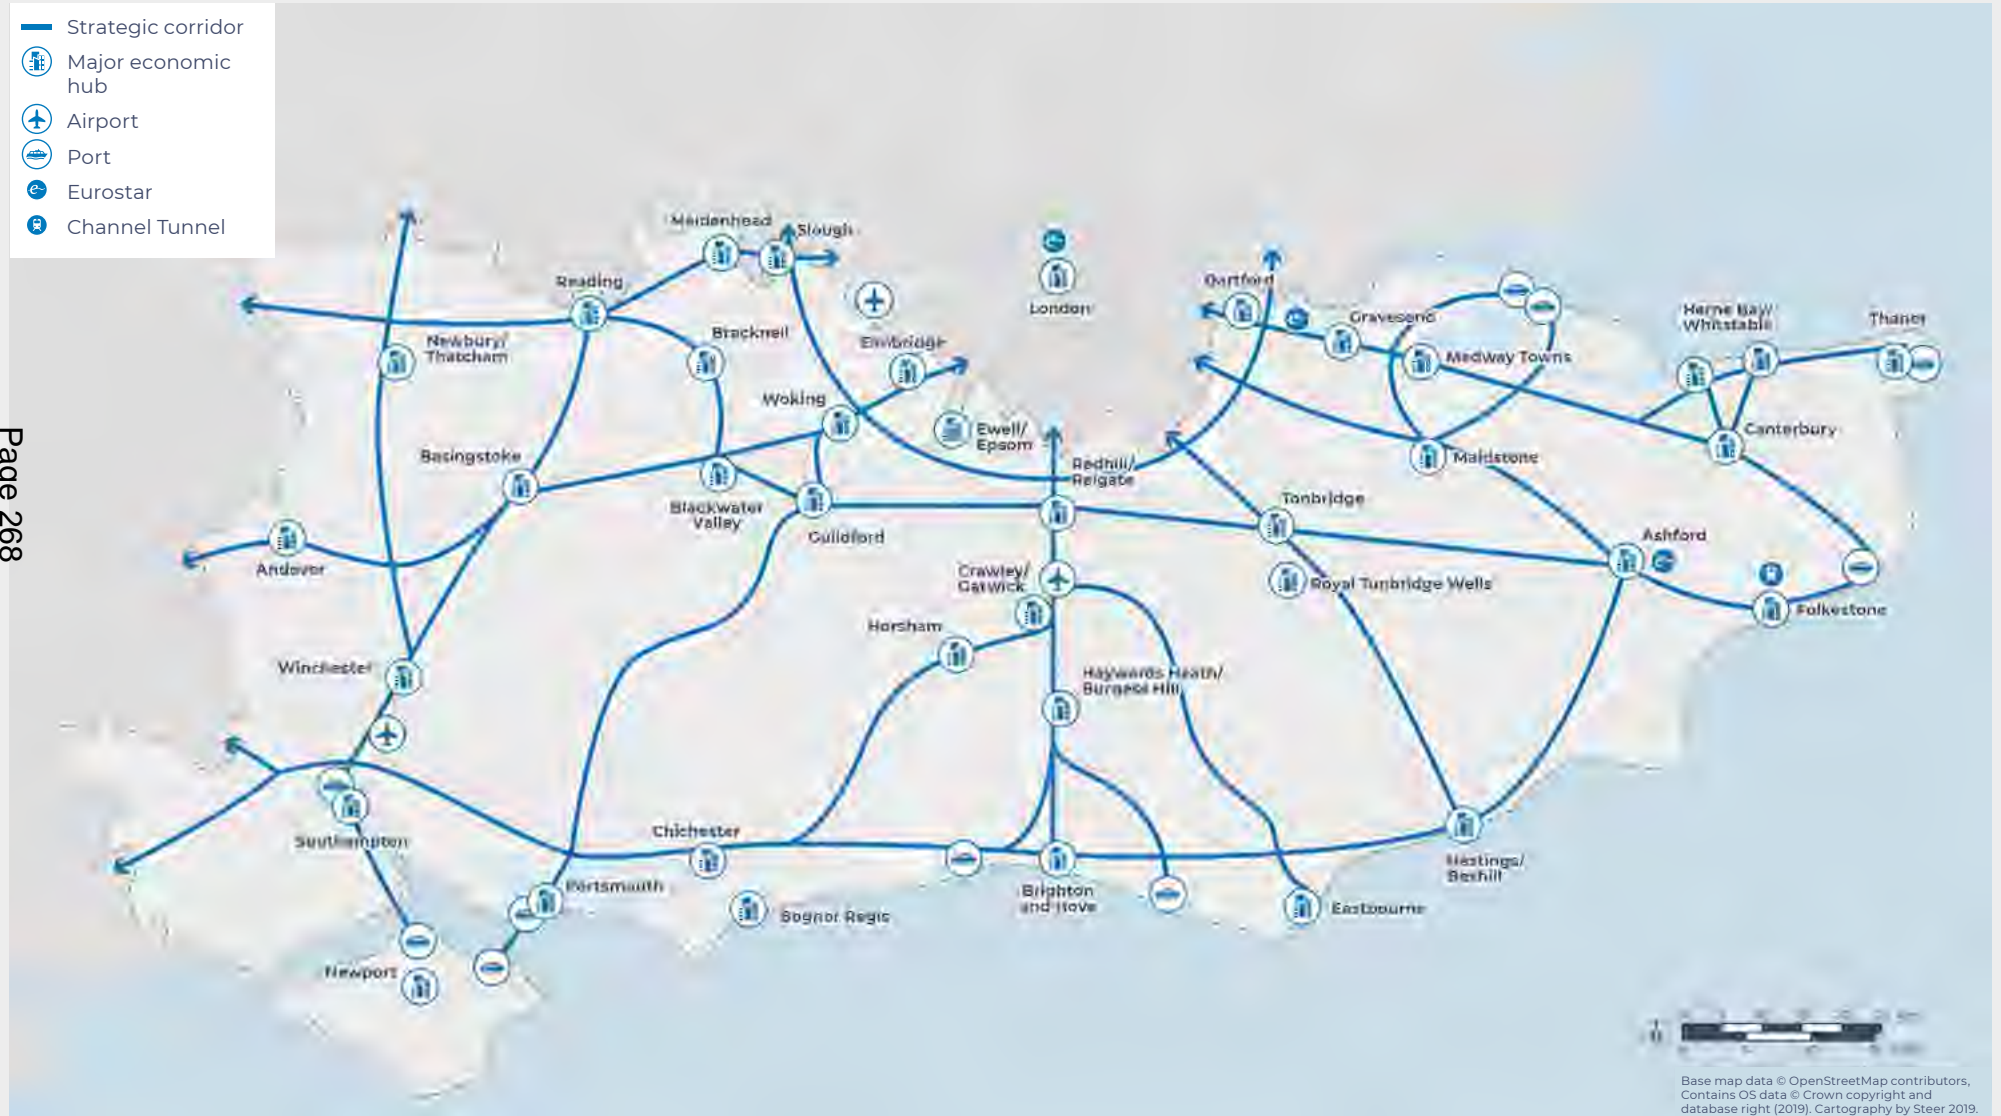 Strategic corridor
Major economic
hub
Airport
Port
Eurostar
Channel Tunnel
Page 268
Maidenhead
Slough
Reading
Bracknell
Newbury/
Thatcham
Elmbridge
London
Dartford
Gravesend
Medway Towns
Herne Bay/
Whitstable
Thanet
Woking
Ewell/
Epsom
Canterbury
Basingstoke
Redhill/
Reigate
Maidstone
Blackwater
Valley
Guildford
Tonbridge
Ashford
Andover
Crawley/
Gatwick
Royal Tunbridge Wells
Folkestone
Horsham
Winchester
Haywards Heath/
Burgess Hill
Southampton
Chichester
Portsmouth
Bognor Regis
Brighton
and Hove
Eastbourne
Hastings/
Bexhill
Newport
Base map data © OpenStreetMap contributors,
Contains OS data © Crown copyright and
database right (2019). Cartography by Steer 2019.